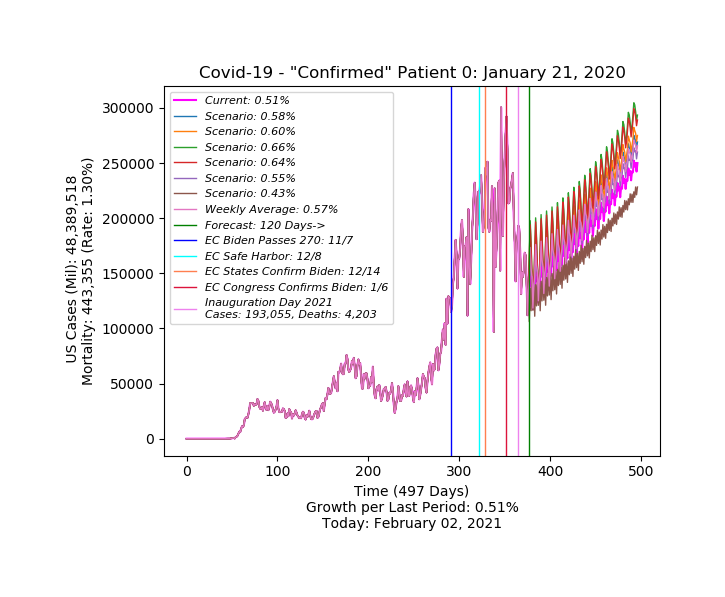 Covid-19 - "Confirmed" Patient 0: January 21, 2020
300000
250000
200000
150000
100000
50000
0
US Cases (Mil): 48,389,518
Mortality: 443,355 (Rate: 1.30%)
Current: 0.51%
Scenario: 0.58%
Scenario: 0.60%
Scenario: 0.66%
Scenario: 0.64%
Scenario: 0.55%
Scenario: 0.43%
Weekly Average: 0.57%
Forecast: 120 Days->
EC Biden Passes 270: 11/7
EC Safe Harbor: 12/8
EC States Confirm Biden: 12/14
EC Congress Confirms Biden: 1/6
Inauguration Day 2021
Cases: 193,055, Deaths: 4,203
0 100 200 300 400 500
Time (497 Days)
Growth per Last Period: 0.51%
Today: February 02, 2021